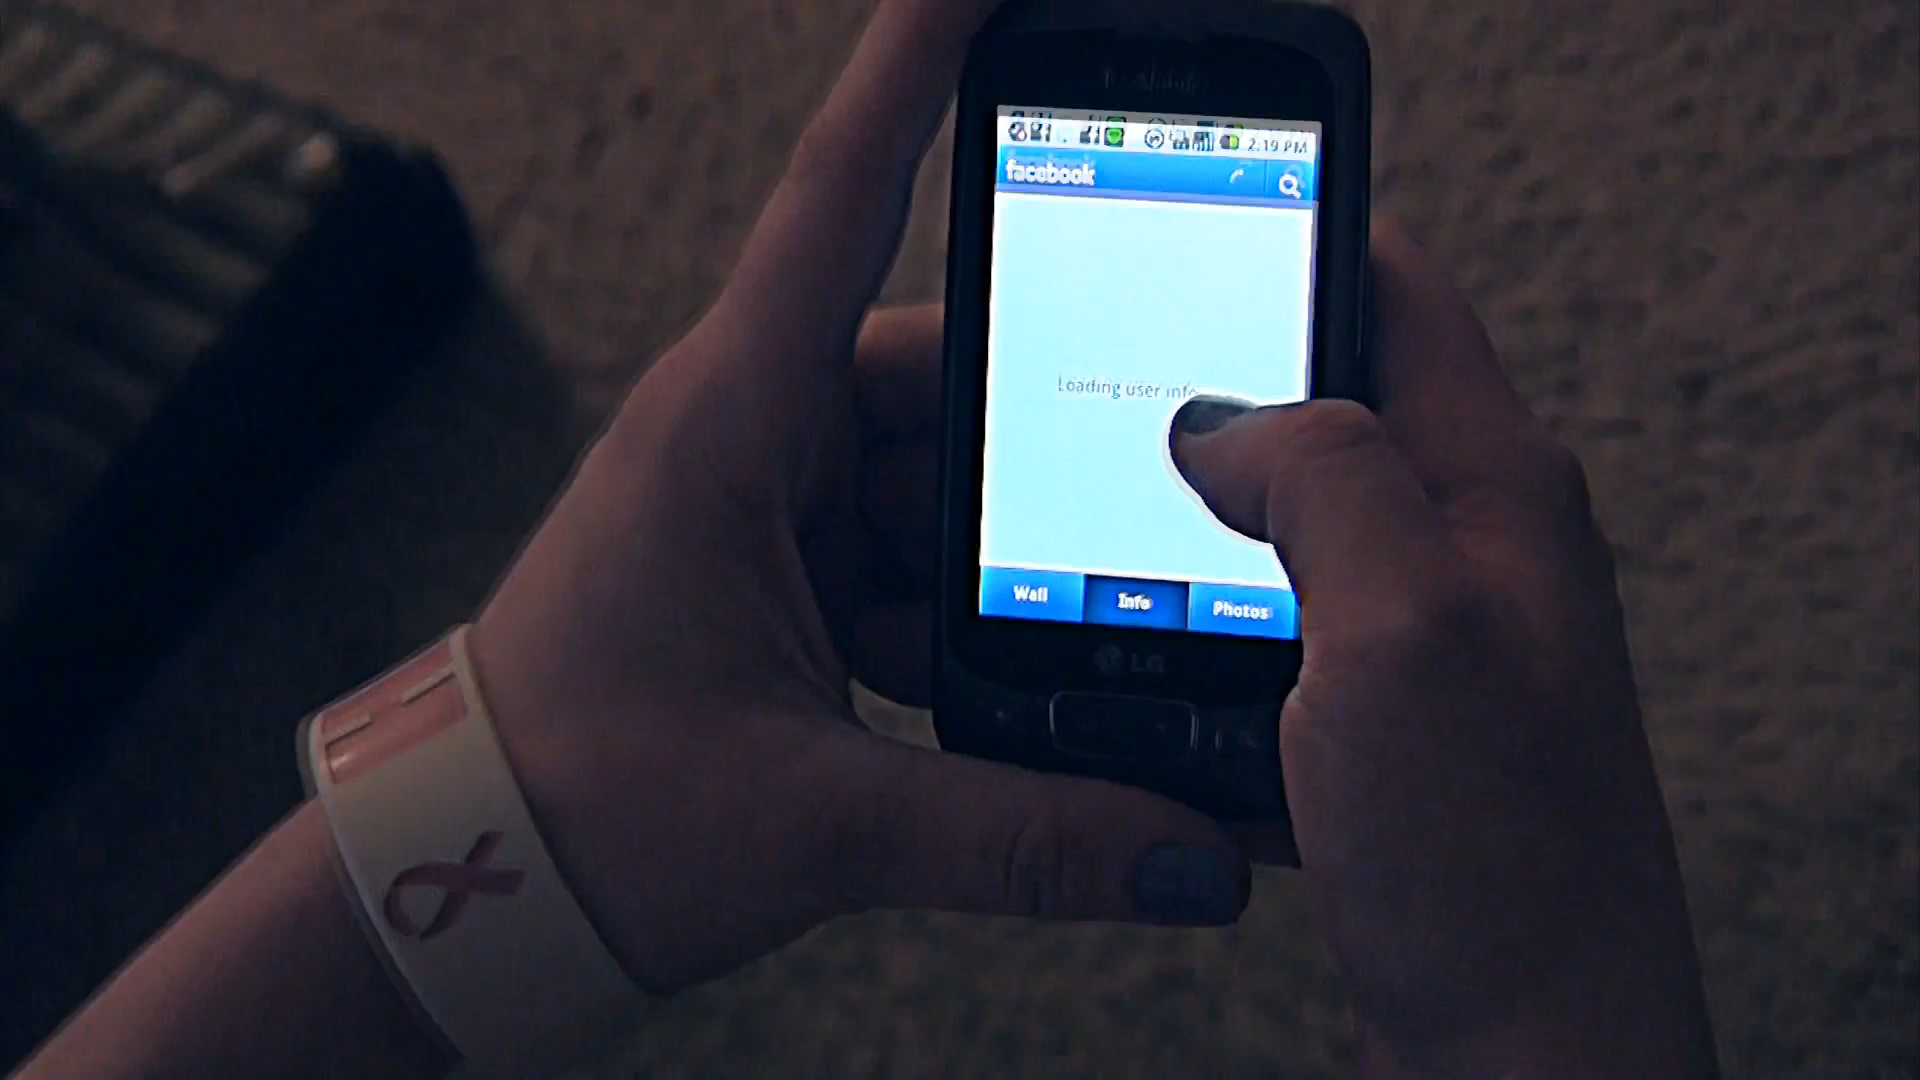 2:19 PM
facebook
Loading user info
Wall Info Photos
LG